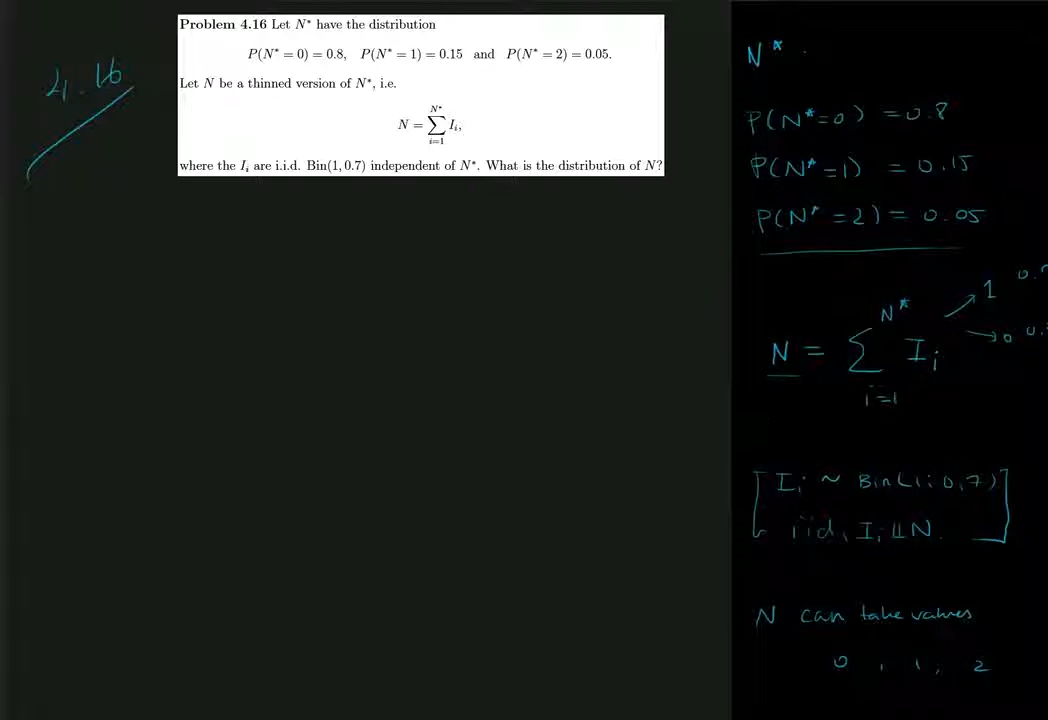 4.16
Problem 4.16 Let N* have the distribution
P(N* = 0) = 0.8, P(N* = 1) = 0.15 and P(N* = 2) = 0.05.
Let N be a thinned version of N*, i.e.
N = ∑_{i=1}^{N*} I_i,
where the I_i are i.i.d. Bin(1, 0.7) independent of N*. What is the distribution of N?
N* .
P(N*=0) = 0.8
P(N*=1) = 0.15
P(N*=2) = 0.05
N = ∑_{i=1}^{N*} I_i → 1
→ 0
I_i ~ Bin(1; 0,7)
iid, I_i ⊥⊥ N.
N can take values
0 , 1 , 2